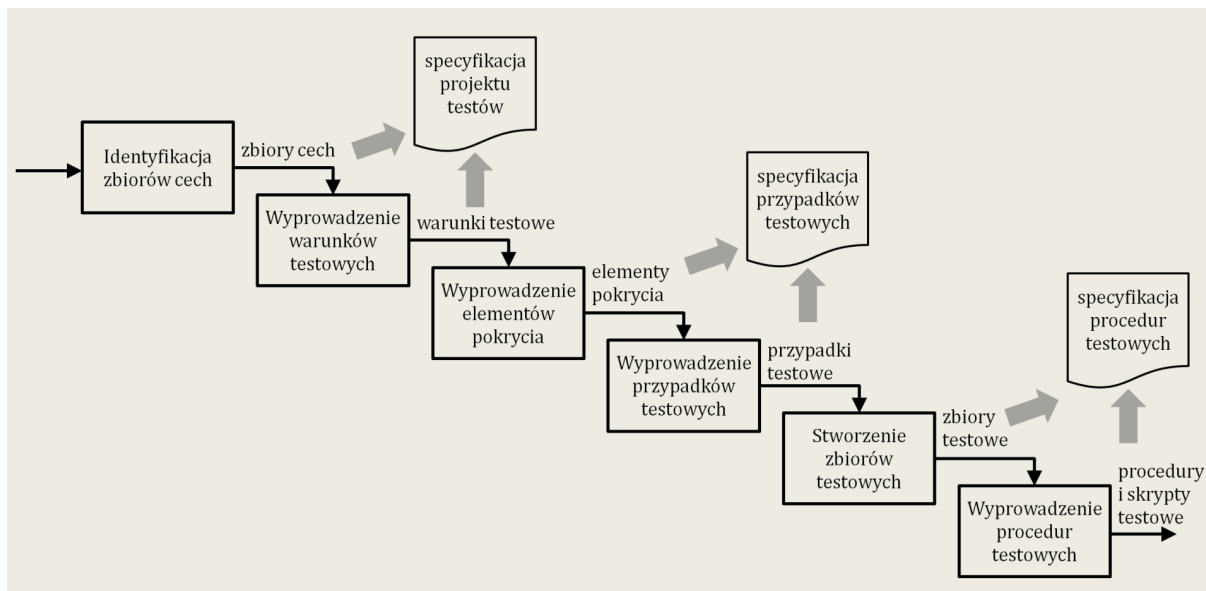 specyfikacja
projektu
testów
Identyfikacja
zbiorów cech
zbiory cech
Wyprowadzenie
warunków
testowych
warunki testowe
specyfikacja
przypadków
testowych
Wyprowadzenie
elementów
pokrycia
elementy
pokrycia
Wyprowadzenie
przypadków
testowych
przypadki
testowe
specyfikacja
procedur
testowych
Stworzenie
zbiorów
testowych
zbiory
testowe
Wyprowadzenie
procedur
testowych
procedury
i skrypty
testowe